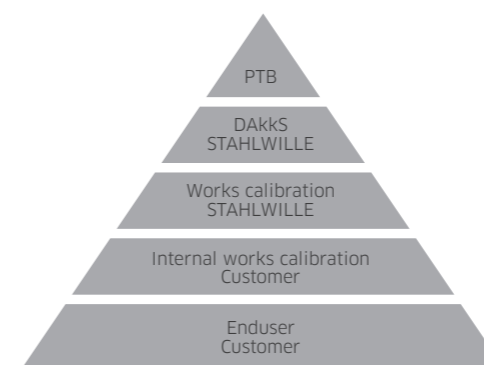 PTB
DAkkS
STAHLWILLE
Works calibration
STAHLWILLE
Internal works calibration
Customer
Enduser
Customer